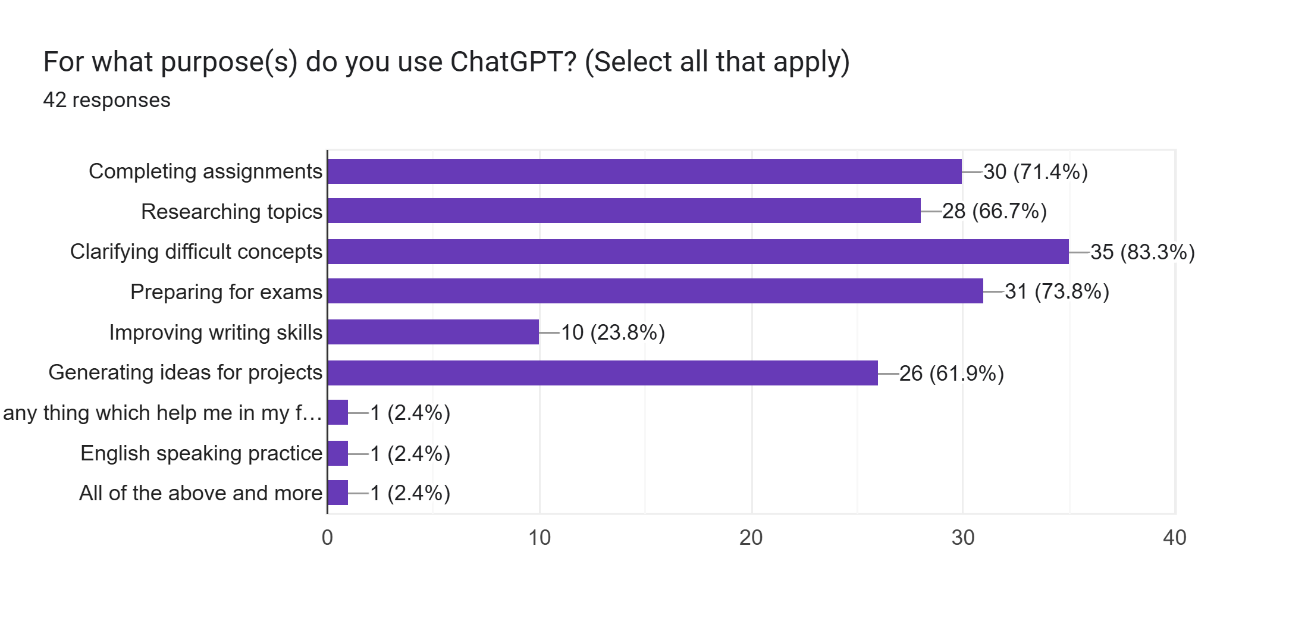 For what purpose(s) do you use ChatGPT? (Select all that apply)
42 responses
Completing assignments 30 (71.4%)
Researching topics 28 (66.7%)
Clarifying difficult concepts 35 (83.3%)
Preparing for exams 31 (73.8%)
Improving writing skills 10 (23.8%)
Generating ideas for projects 26 (61.9%)
any thing which help me in my f… 1 (2.4%)
English speaking practice 1 (2.4%)
All of the above and more 1 (2.4%)
0 10 20 30 40